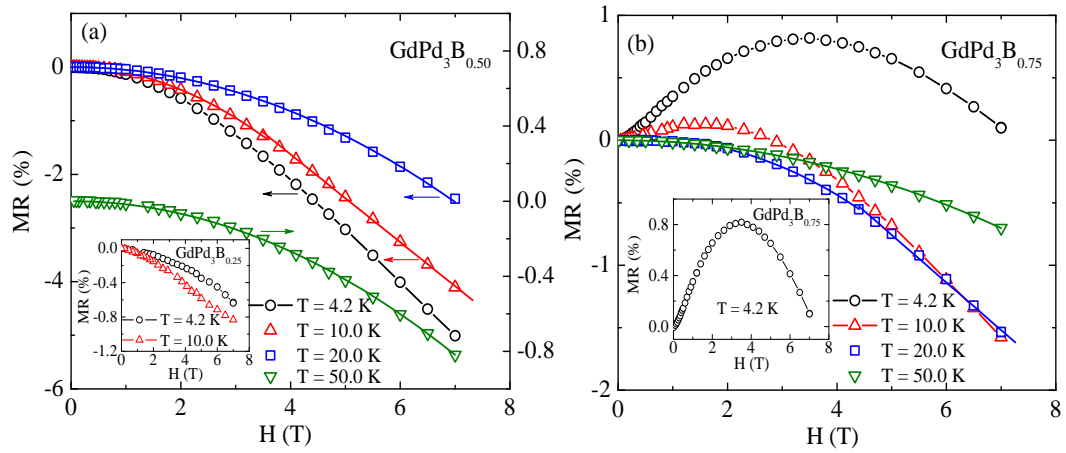 (a)
GdPd3B0.50
MR (%)
0
-2
-4
-6
0.8
0.4
0.0
-0.4
-0.8
0 2 4 6 8
H (T)
T = 4.2 K
T = 10.0 K
T = 20.0 K
T = 50.0 K
GdPd3B0.25
MR (%)
0.0
-0.4
-0.8
-1.2
0 2 4 6 8
H (T)
T = 4.2 K
T = 10.0 K
(b)
GdPd3B0.75
MR (%)
1
0
-1
-2
0 2 4 6 8
H (T)
T = 4.2 K
T = 10.0 K
T = 20.0 K
T = 50.0 K
GdPd3B0.75
MR (%)
0.8
0.4
0.0
0 2 4 6 8
H (T)
T = 4.2 K